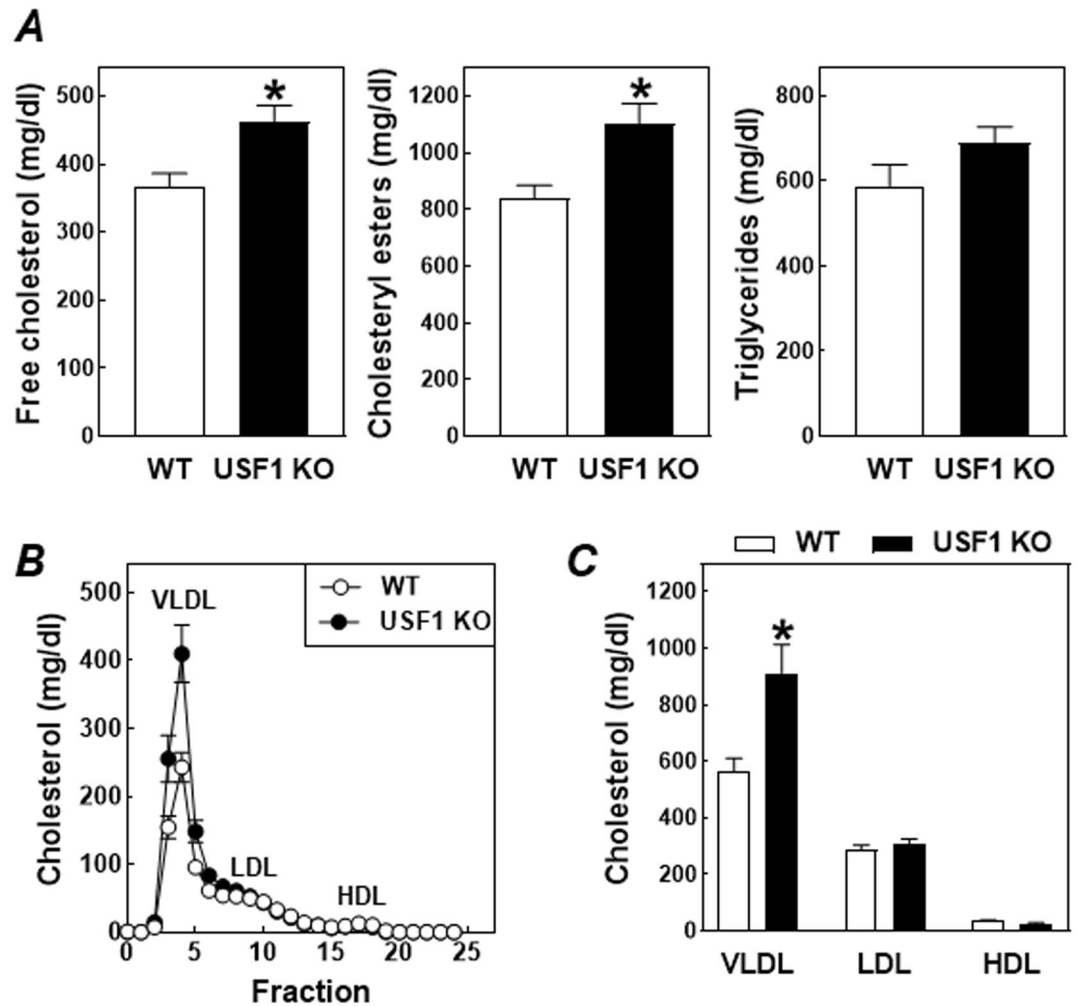 A
Free cholesterol (mg/dl)
500
400
300
200
100
0
*
WT USF1 KO
Cholesteryl esters (mg/dl)
1200
1000
800
600
400
200
0
*
WT USF1 KO
Triglycerides (mg/dl)
800
600
400
200
0
WT USF1 KO
B
Cholesterol (mg/dl)
500
400
300
200
100
0
VLDL
WT
USF1 KO
LDL
HDL
0 5 10 15 20 25
Fraction
C
WT USF1 KO
Cholesterol (mg/dl)
1200
1000
800
600
400
200
0
*
VLDL LDL HDL